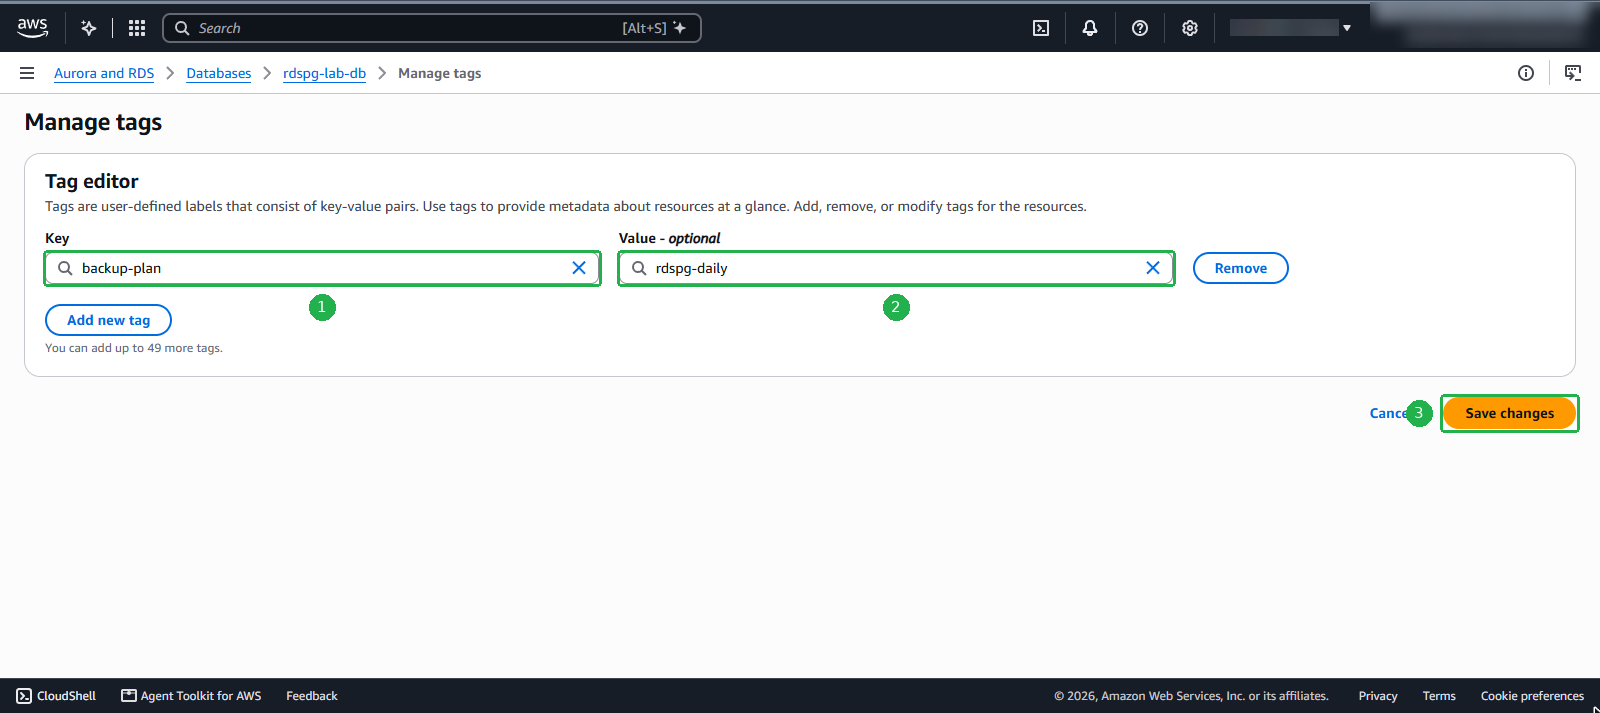 aws
Search [Alt+S]
Aurora and RDS > Databases > rdspg-lab-db > Manage tags
Manage tags
Tag editor
Tags are user-defined labels that consist of key-value pairs. Use tags to provide metadata about resources at a glance. Add, remove, or modify tags for the resources.
Key Value - optional
backup-plan rdspg-daily Remove
1 2
Add new tag
You can add up to 49 more tags.
Cance 3 Save changes
CloudShell Agent Toolkit for AWS Feedback © 2026, Amazon Web Services, Inc. or its affiliates. Privacy Terms Cookie preferences